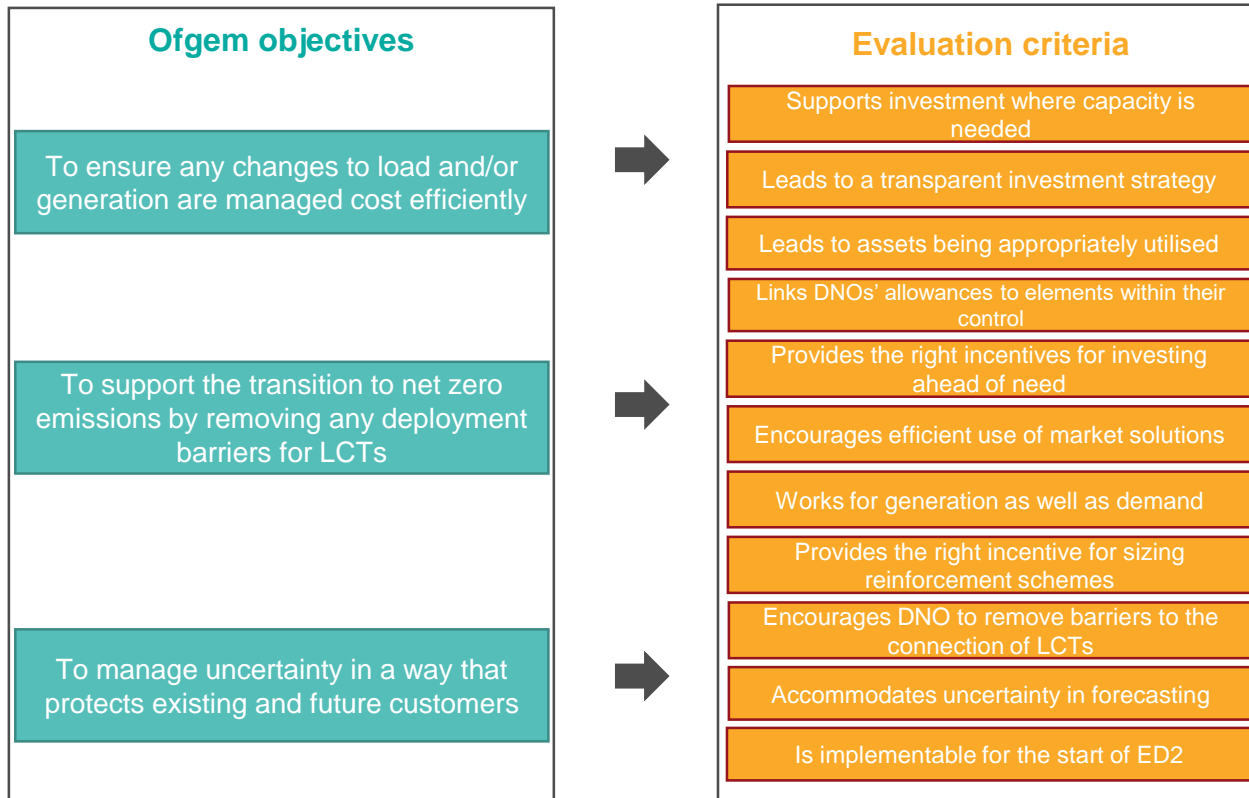 Ofgem objectives
To ensure any changes to load and/or
generation are managed cost efficiently
To support the transition to net zero
emissions by removing any deployment
barriers for LCTs
To manage uncertainty in a way that
protects existing and future customers
Evaluation criteria
Supports investment where capacity is
needed
Leads to a transparent investment strategy
Leads to assets being appropriately utilised
Links DNOs' allowances to elements within their
control
Provides the right incentives for investing
ahead of need
Encourages efficient use of market solutions
Works for generation as well as demand
Provides the right incentive for sizing
reinforcement schemes
Encourages DNO to remove barriers to the
connection of LCTs
Accommodates uncertainty in forecasting
Is implementable for the start of ED2